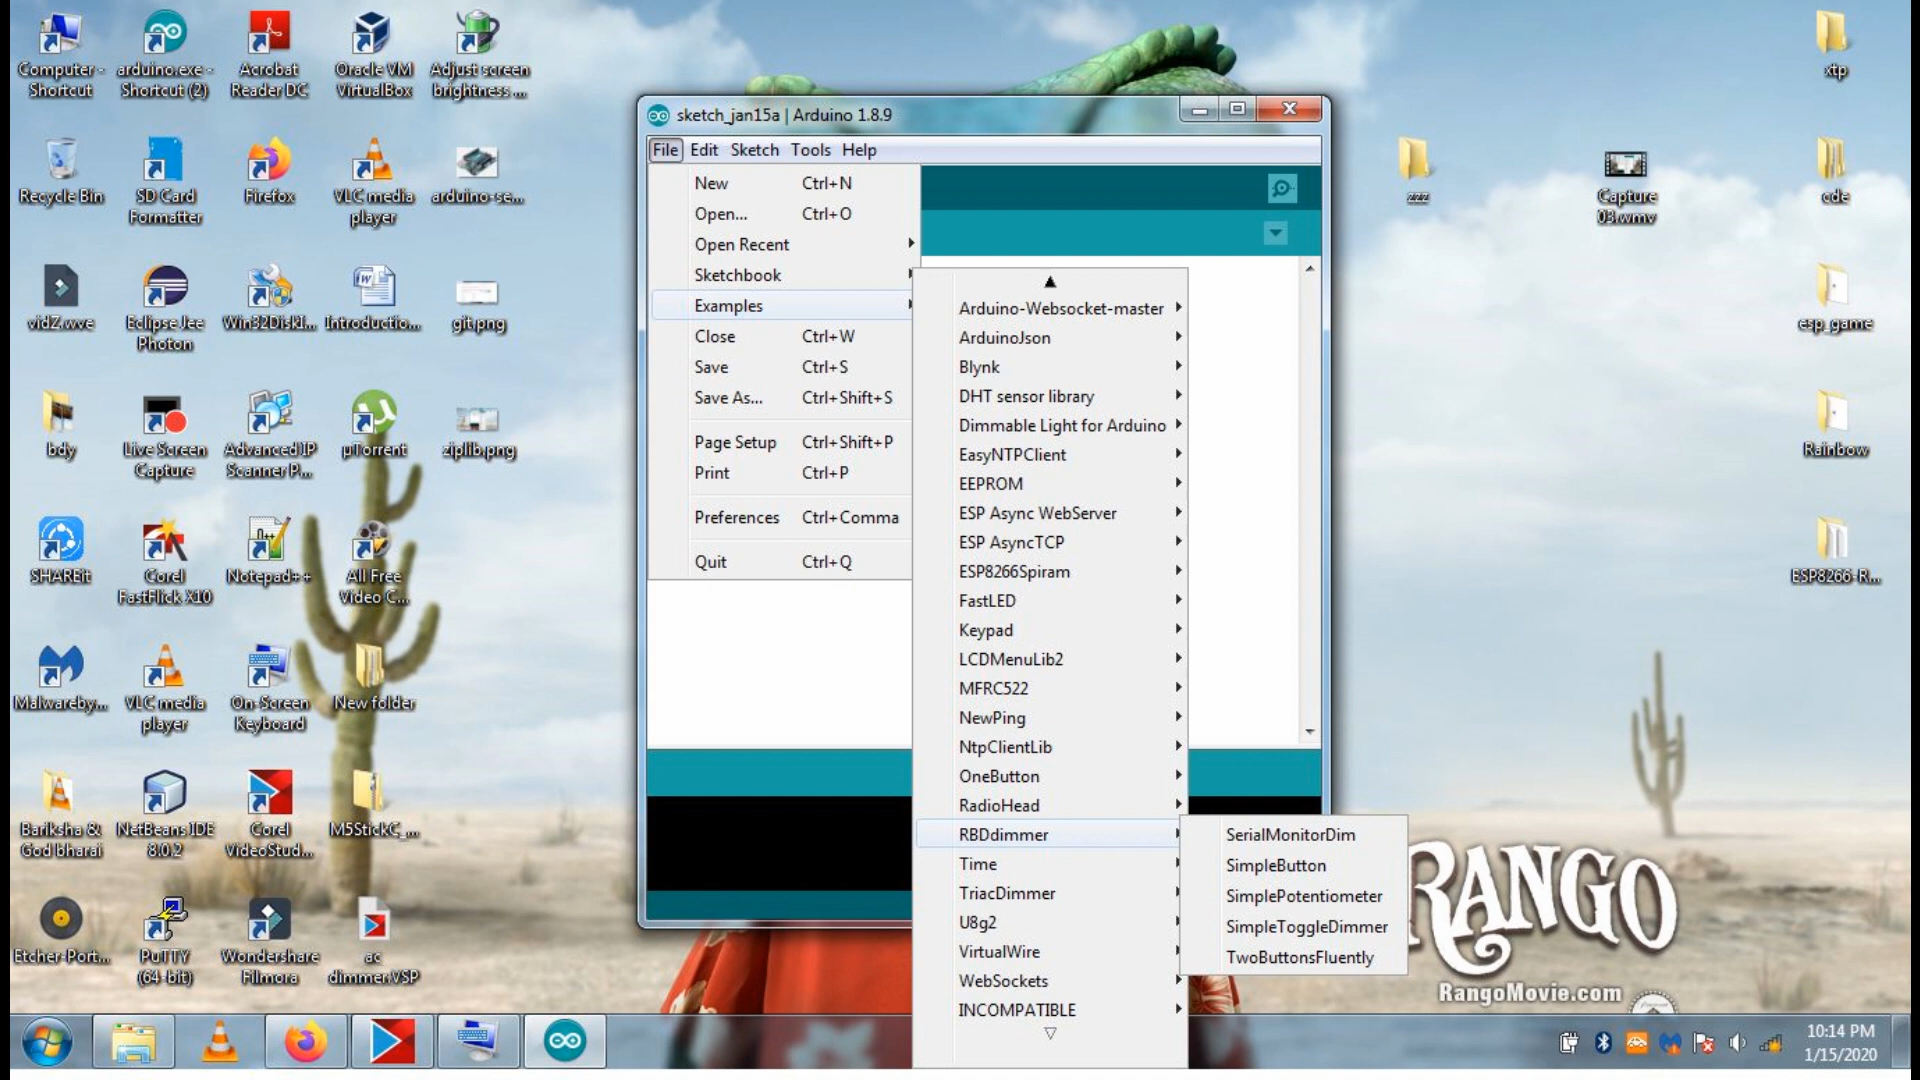 Computer - Shortcut
arduino.exe - Shortcut (2)
Acrobat Reader DC
Oracle VM VirtualBox
Adjust screen brightness ...
Recycle Bin
SD Card Formatter
Firefox
VLC media player
arduino-se...
vidZ.wve
Eclipse Jee Photon
Win32DiskI...
Introductio...
git.png
bdy
Live Screen Capture
Advanced IP Scanner P...
µTorrent
ziplib.png
SHAREit
Corel FastFlick X10
Notepad++
All Free Video C...
Malwareby...
VLC media player
On-Screen Keyboard
New folder
Bariksha & God bharai
NetBeans IDE 8.0.2
Corel VideoStud...
M5StickC_...
Etcher-Port...
PuTTY (64-bit)
Wondershare Filmora
ac dimmer.VSP
sketch_jan15a | Arduino 1.8.9
File Edit Sketch Tools Help
New Ctrl+N
Open... Ctrl+O
Open Recent
Sketchbook
Examples
Close Ctrl+W
Save Ctrl+S
Save As... Ctrl+Shift+S
Page Setup Ctrl+Shift+P
Print Ctrl+P
Preferences Ctrl+Comma
Quit Ctrl+Q
Arduino-Websocket-master
ArduinoJson
Blynk
DHT sensor library
Dimmable Light for Arduino
EasyNTPClient
EEPROM
ESP Async WebServer
ESP AsyncTCP
ESP8266Spiram
FastLED
Keypad
LCDMenuLib2
MFRC522
NewPing
NtpClientLib
OneButton
RadioHead
RBDdimmer
Time
TriacDimmer
U8g2
VirtualWire
WebSockets
INCOMPATIBLE
SerialMonitorDim
SimpleButton
SimplePotentiometer
SimpleToggleDimmer
TwoButtonsFluently
zzz
Capture 03.wmv
xtp
cde
esp_game
Rainbow
ESP8266-R...
RANGO
RangoMovie.com
10:14 PM
1/15/2020